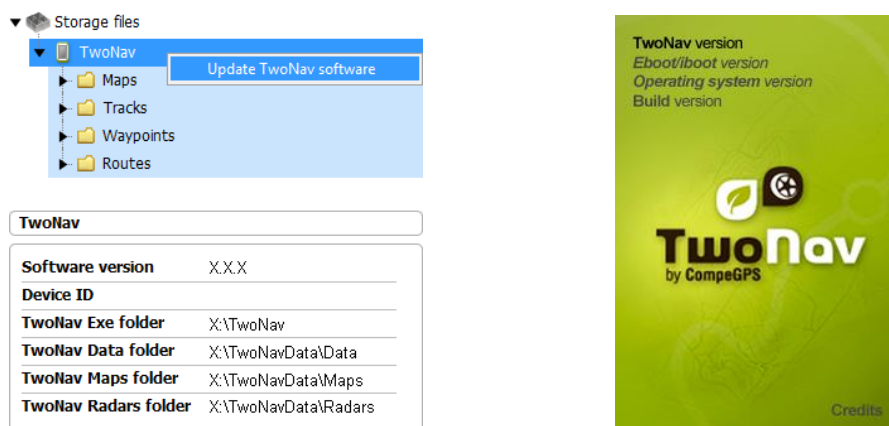 Storage files
TwoNav
Update TwoNav software
Maps
Tracks
Waypoints
Routes
TwoNav
Software version X.X.X
Device ID
TwoNav Exe folder X:\TwoNav
TwoNav Data folder X:\TwoNavData\Data
TwoNav Maps folder X:\TwoNavData\Maps
TwoNav Radars folder X:\TwoNavData\Radars
TwoNav version
Eboot/iboot version
Operating system version
Build version
TwoNav
by CompeGPS
Credits